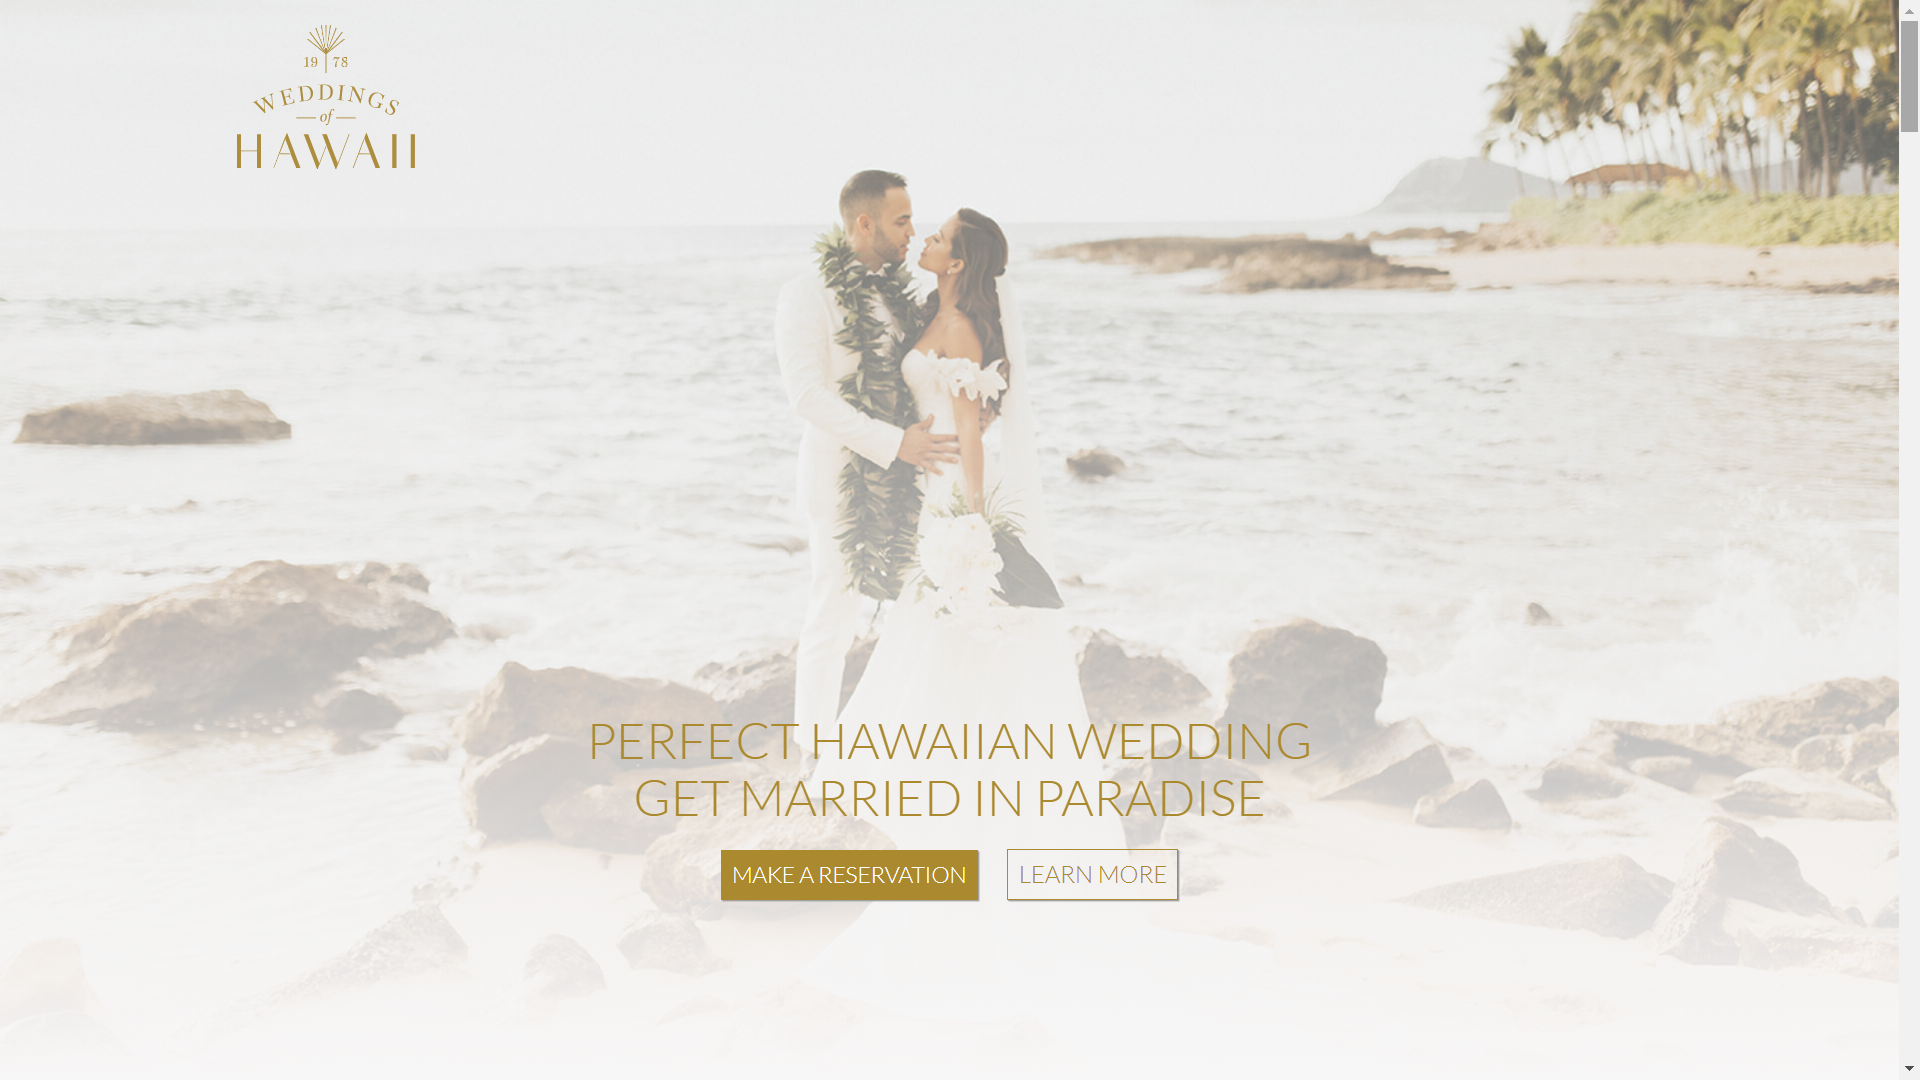 19 78
WEDDINGS
of
HAWAII
PERFECT HAWAIIAN WEDDING
GET MARRIED IN PARADISE
MAKE A RESERVATION
LEARN MORE